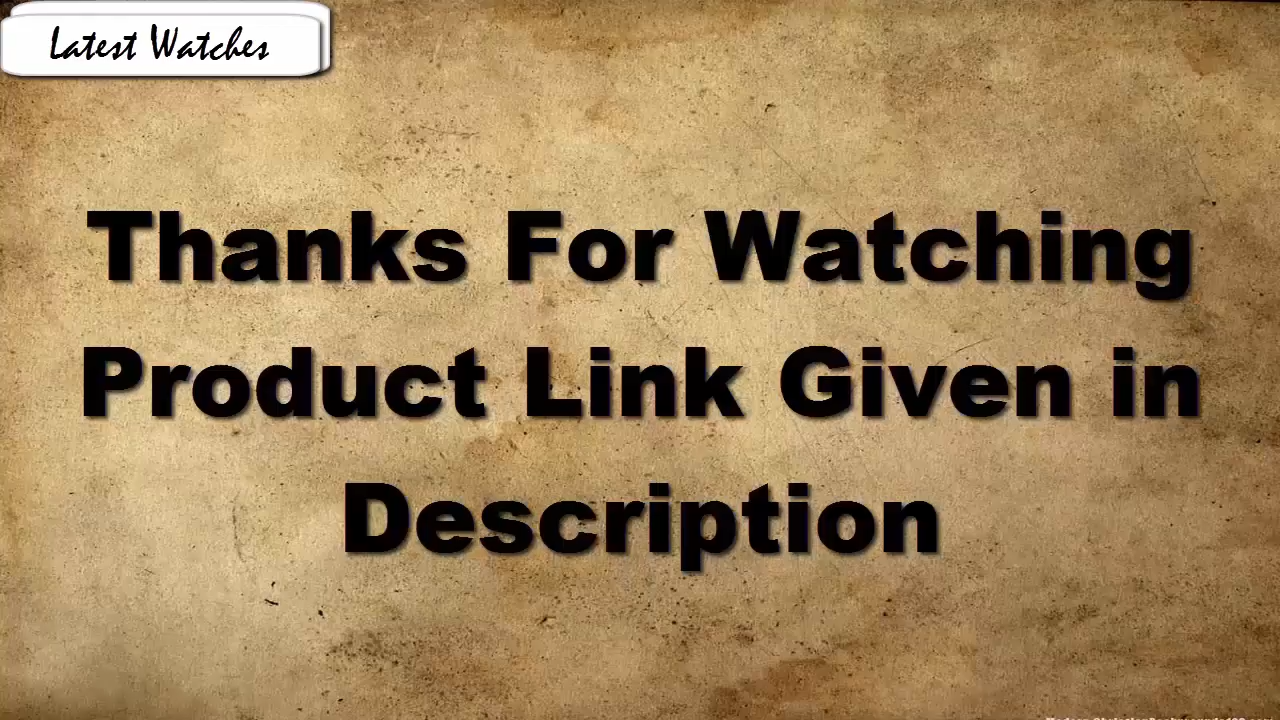 Latest Watches
Thanks For Watching
Product Link Given in
Description